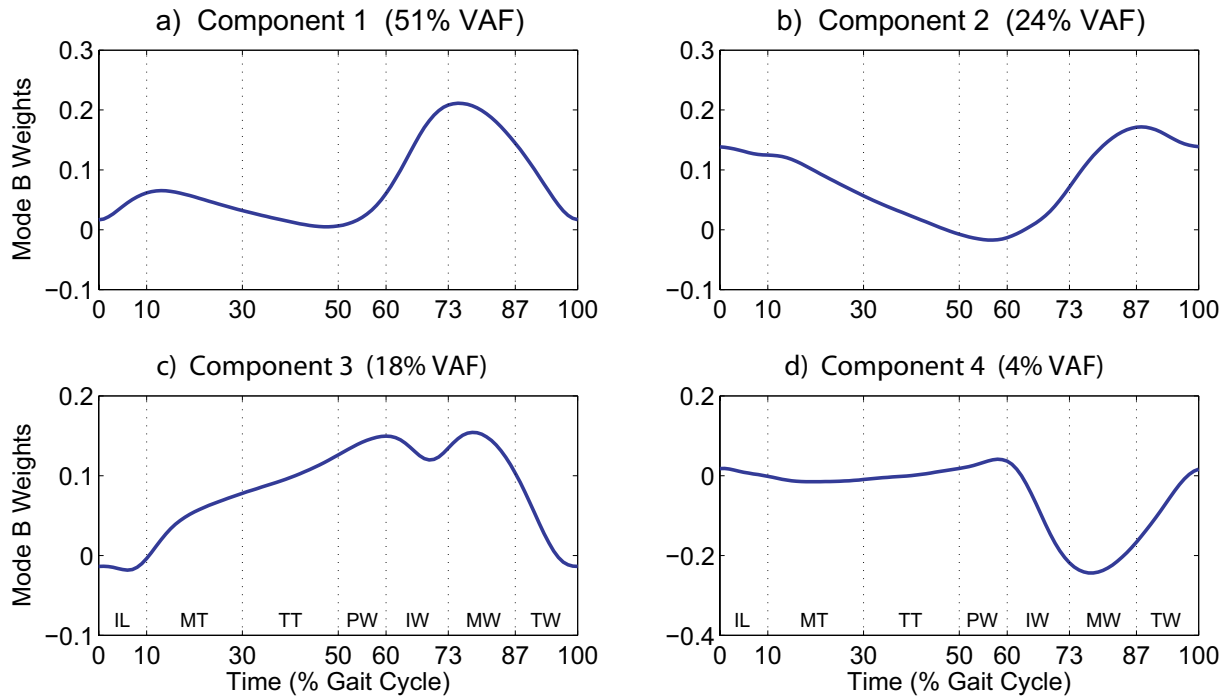 a) Component 1 (51% VAF)
b) Component 2 (24% VAF)
Mode B Weights
0.3
0.2
0.1
0
−0.1
0 10 30 50 60 73 87 100
0.3
0.2
0.1
0
−0.1
0 10 30 50 60 73 87 100
c) Component 3 (18% VAF)
d) Component 4 (4% VAF)
Mode B Weights
0.2
0.1
0
−0.1
IL MT TT PW IW MW TW
0 10 30 50 60 73 87 100
Time (% Gait Cycle)
0.2
0
−0.2
−0.4
IL MT TT PW IW MW TW
0 10 30 50 60 73 87 100
Time (% Gait Cycle)